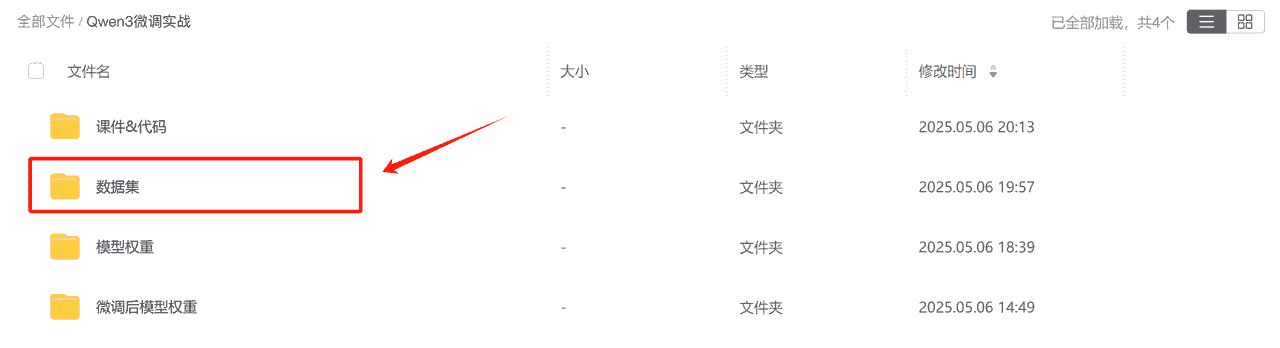 全部文件 / Qwen3微调实战 已全部加载，共4个
文件名 大小 类型 修改时间
课件&代码 - 文件夹 2025.05.06 20:13
数据集 - 文件夹 2025.05.06 19:57
模型权重 - 文件夹 2025.05.06 18:39
微调后模型权重 - 文件夹 2025.05.06 14:49